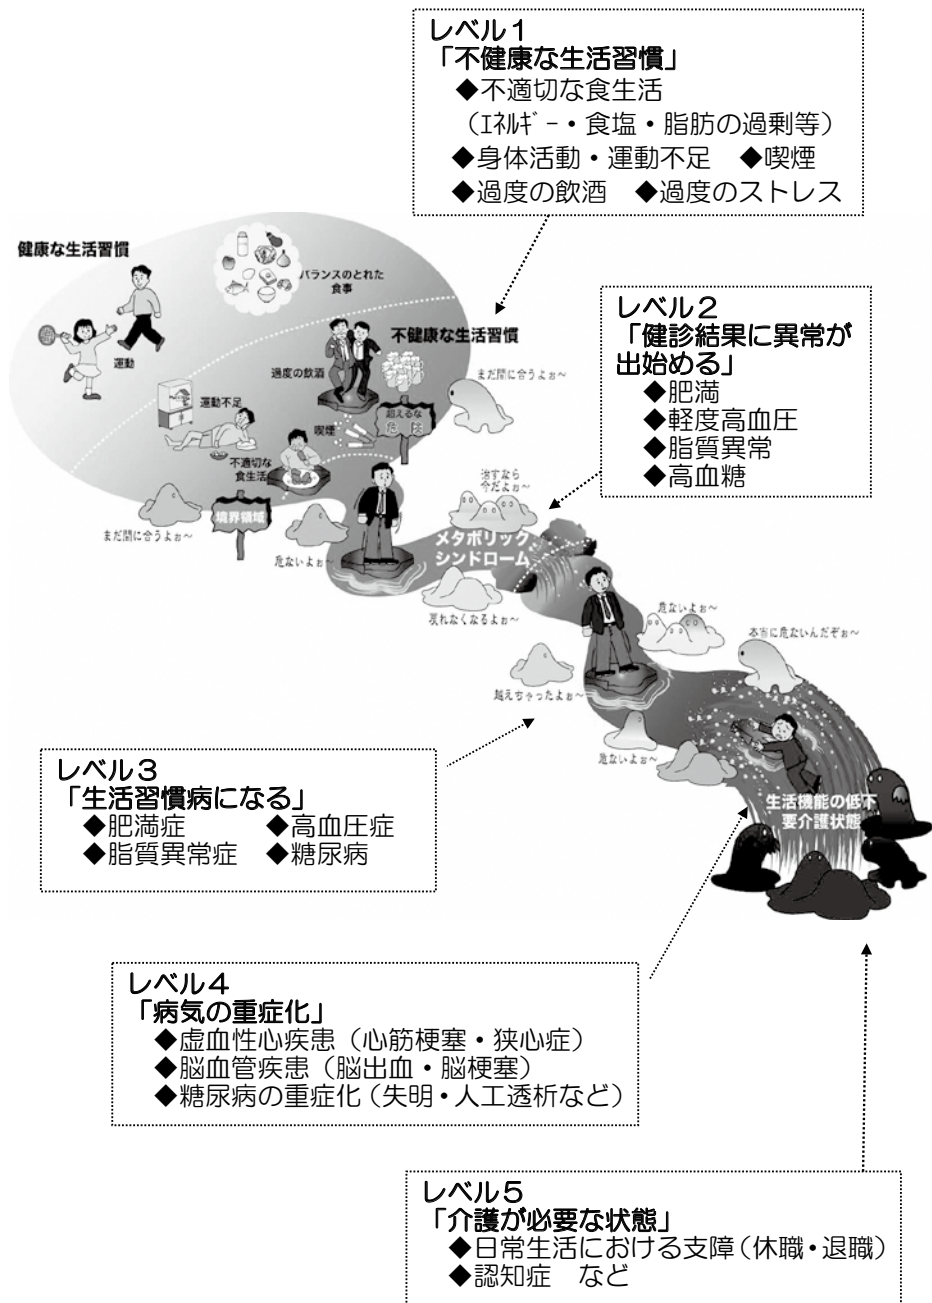 レベル１
「不健康な生活習慣」
◆不適切な食生活
（ｴﾈﾙｷﾞｰ・食塩・脂肪の過剰等）
◆身体活動・運動不足　◆喫煙
◆過度の飲酒　◆過度のストレス
健康な生活習慣
バランスのとれた
食事
運動
不健康な生活習慣
過度の飲酒
まだ間に合うよぉ～
運動不足
喫煙
超えるな
危険
不適切な
食生活
境界領域
まだ間に合うよぉ～
危ないよぉ～
治すなら
今だよぉ～
メタボリック
シンドローム
戻れなくなるよぉ～
レベル２
「健診結果に異常が
出始める」
◆肥満
◆軽度高血圧
◆脂質異常
◆高血糖
危ないよぉ～
本当に危ないんだぞぉ～
越えちゃったよぉ～
危ないよぉ～
生活機能の低下
要介護状態
レベル３
「生活習慣病になる」
◆肥満症　◆高血圧症
◆脂質異常症　◆糖尿病
レベル４
「病気の重症化」
◆虚血性心疾患（心筋梗塞・狭心症）
◆脳血管疾患（脳出血・脳梗塞）
◆糖尿病の重症化（失明・人工透析など）
レベル５
「介護が必要な状態」
◆日常生活における支障（休職・退職）
◆認知症　など